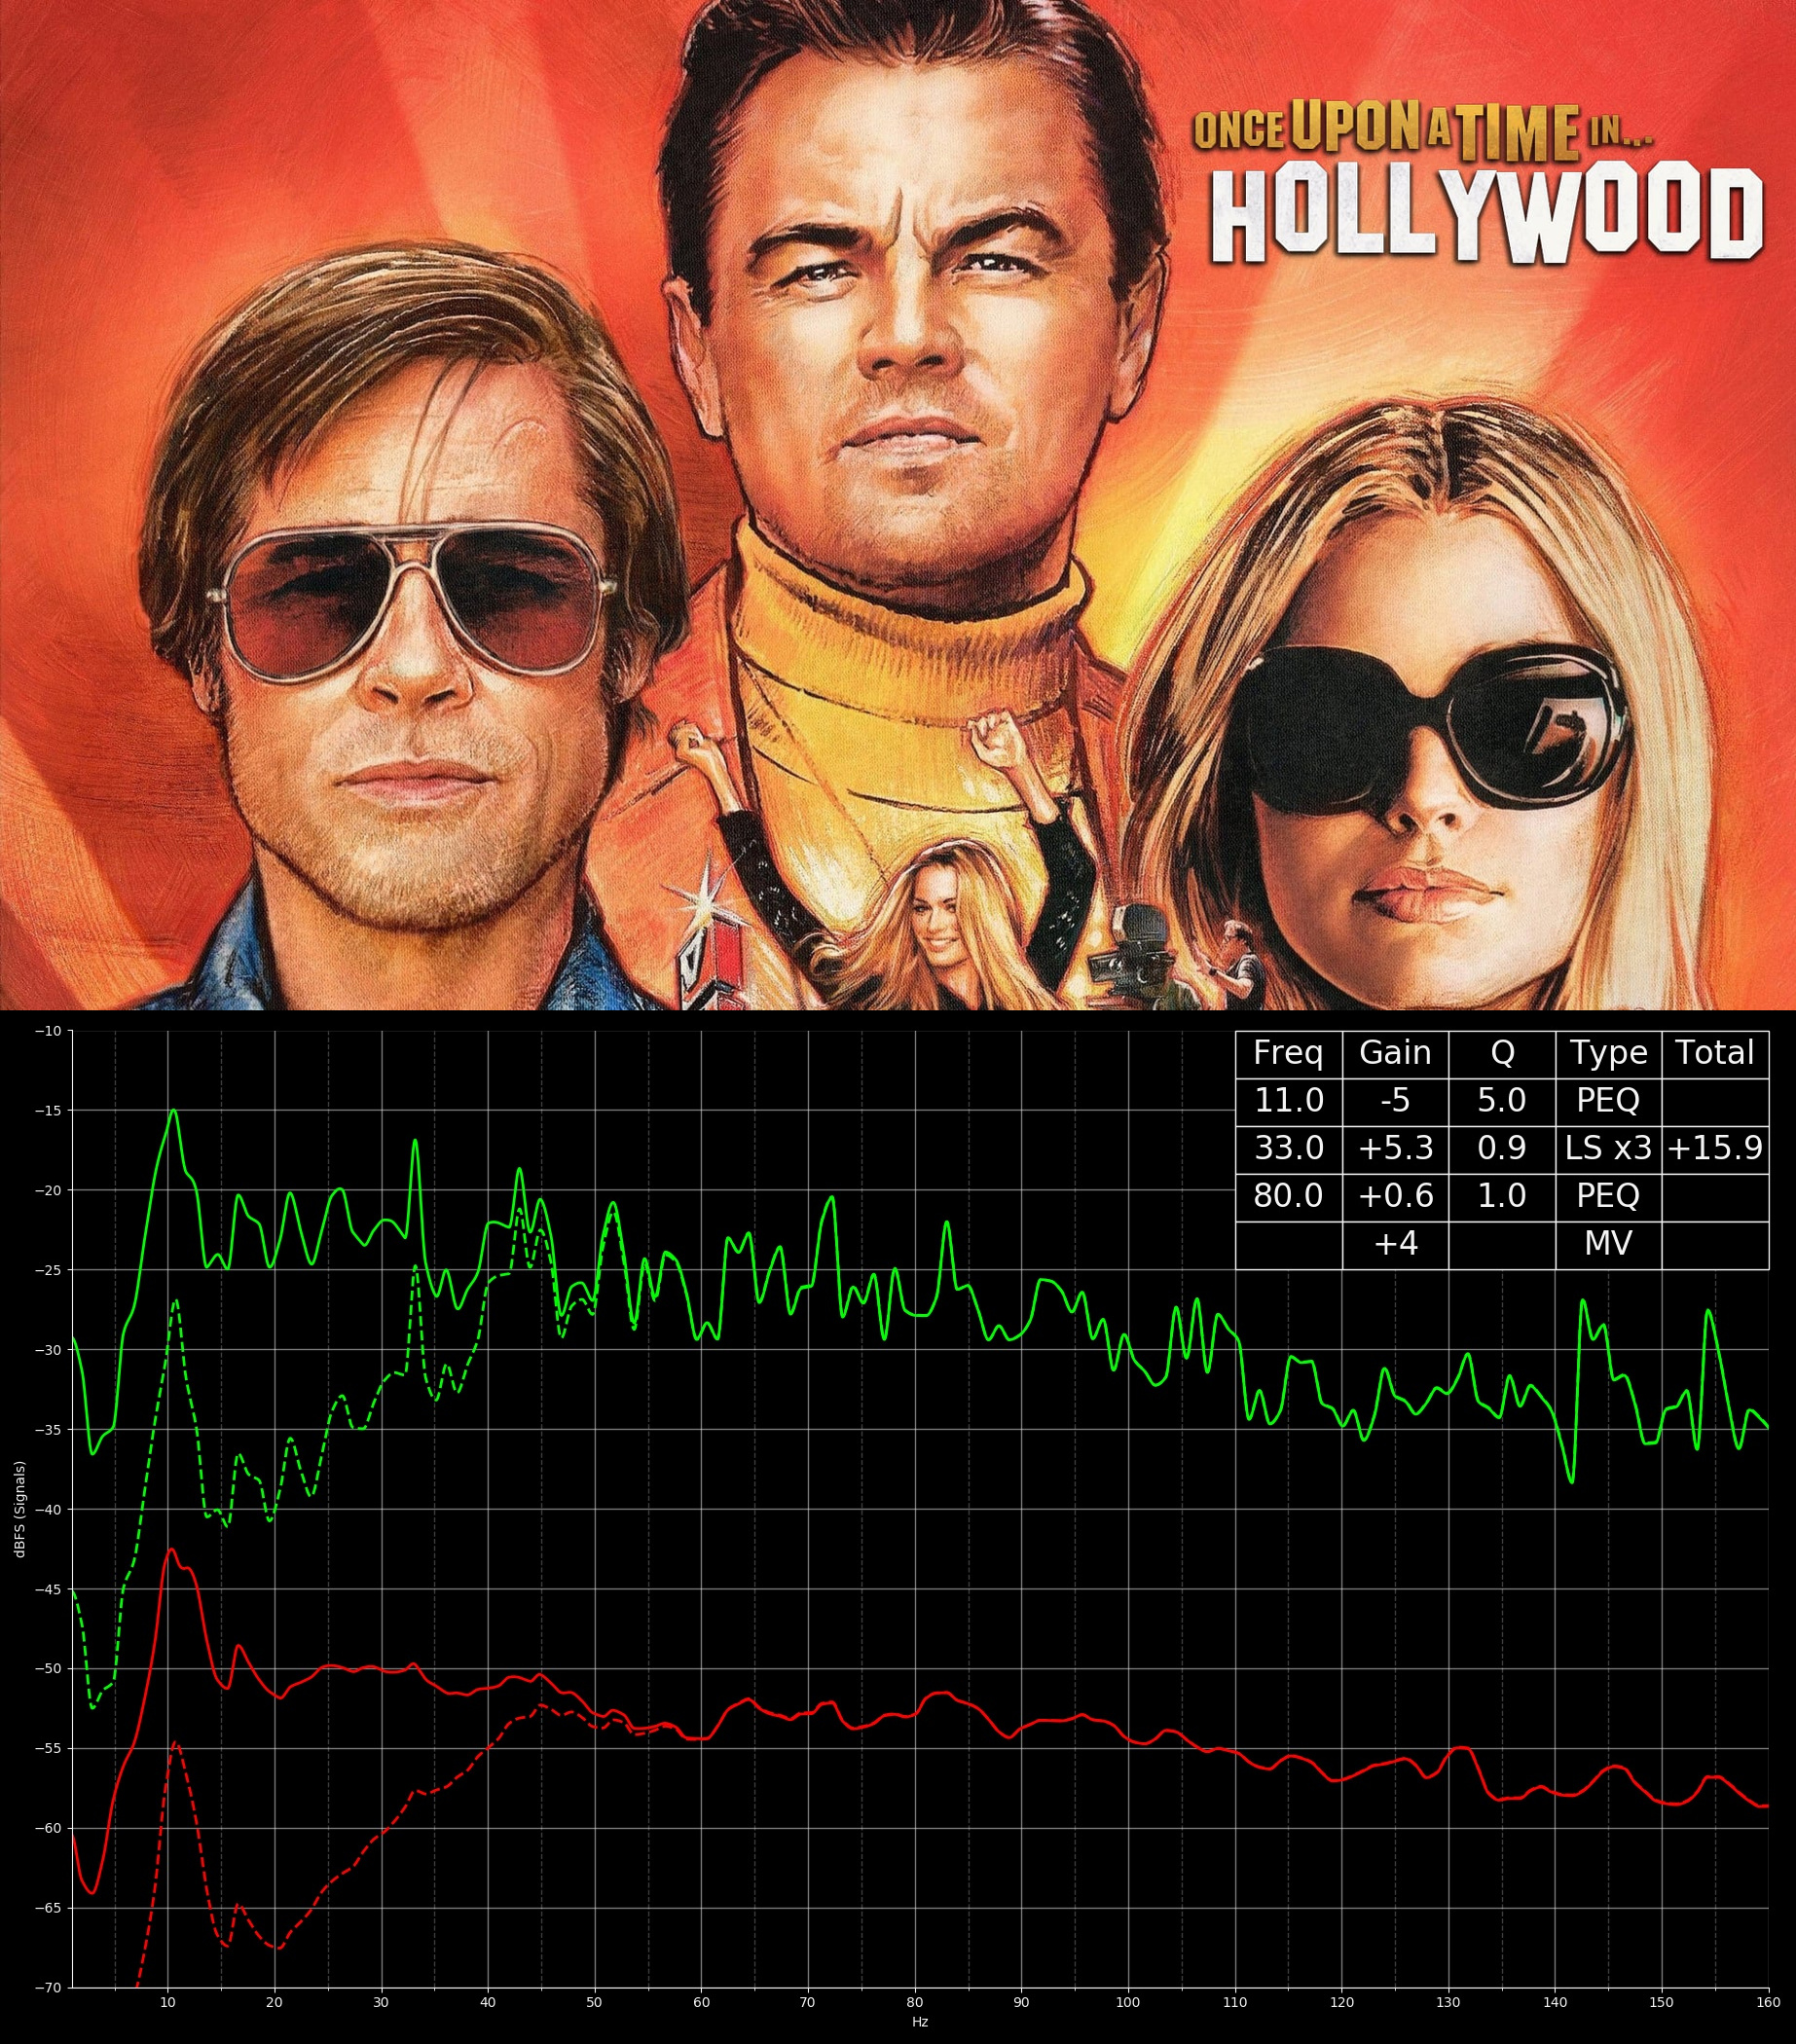 ONCE UPON A TIME IN...
HOLLYWOOD
Freq Gain Q Type Total
11.0 -5 5.0 PEQ
33.0 +5.3 0.9 LS x3 +15.9
80.0 +0.6 1.0 PEQ
+4 MV
−10
−15
−20
−25
−30
−35
−40
−45
−50
−55
−60
−65
−70
dBFS (Signals)
10 20 30 40 50 60 70 80 90 100 110 120 130 140 150 160
Hz